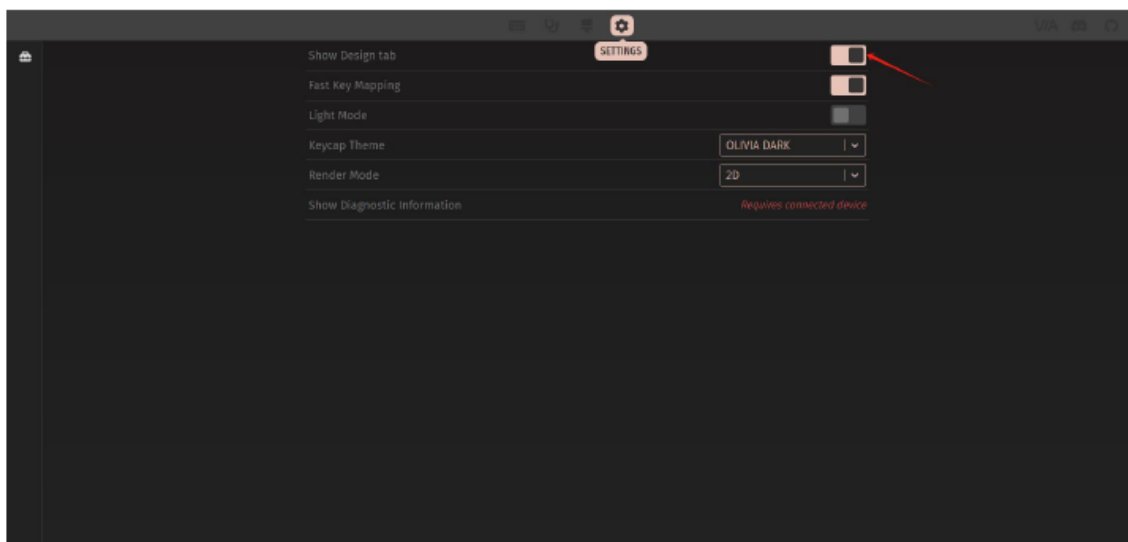 VIA
SETTINGS
Show Design tab
Fast Key Mapping
Light Mode
Keycap Theme
OLIVIA DARK
Render Mode
2D
Show Diagnostic Information
Requires connected device